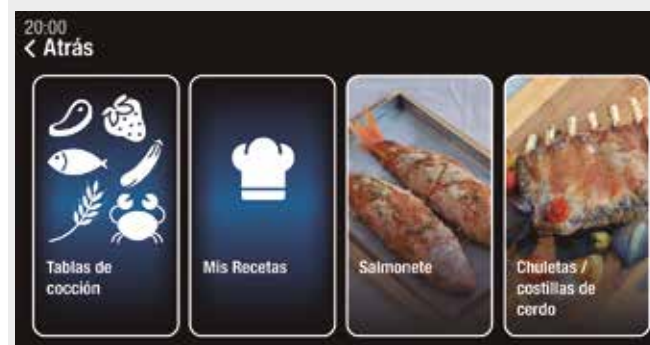 20:00
< Atrás
Tablas de
cocción
Mis Recetas
Salmonete
Chuletas /
costillas de
cerdo